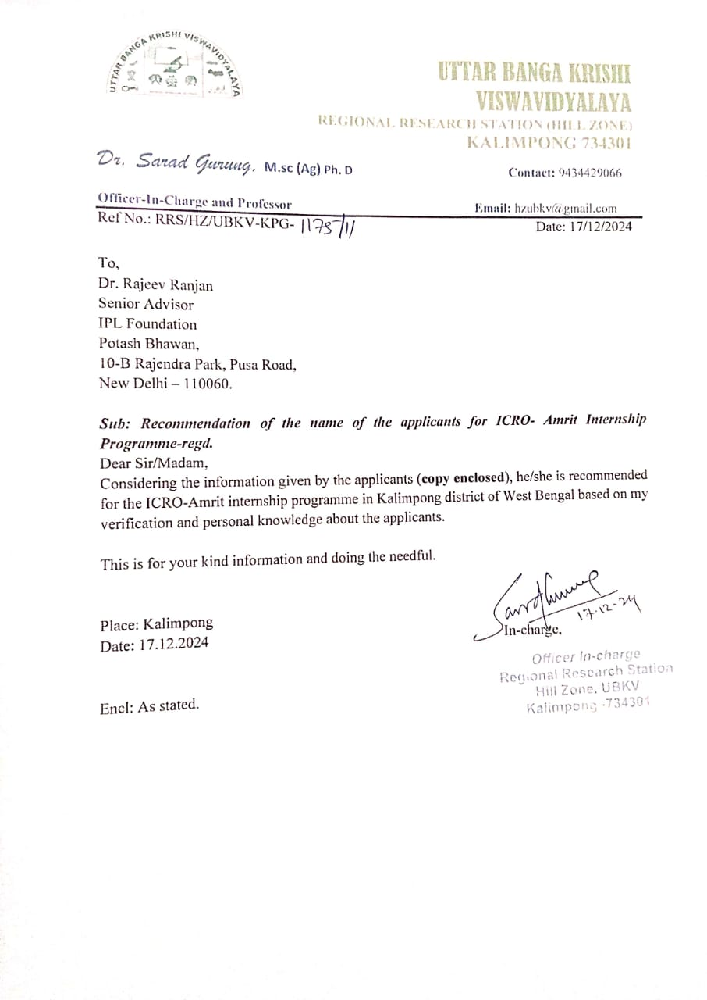 UTTAR BANGA KRISHI VISWAVIDYALAYA
UTTAR BANGA KRISHI
VISWAVIDYALAYA
REGIONAL RESEARCH STATION (HILL ZONE)
KALIMPONG 734301
Dr. Sarad Gurung. M.sc (Ag) Ph. D
Contact: 9434429066
Officer-In-Charge and Professor
Email: hzubkv@gmail.com
Ref No.: RRS/HZ/UBKV-KPG- 1175/11
Date: 17/12/2024
To,
Dr. Rajeev Ranjan
Senior Advisor
IPL Foundation
Potash Bhawan,
10-B Rajendra Park, Pusa Road,
New Delhi – 110060.
Sub: Recommendation of the name of the applicants for ICRO- Amrit Internship
Programme-regd.
Dear Sir/Madam,
Considering the information given by the applicants (copy enclosed), he/she is recommended
for the ICRO-Amrit internship programme in Kalimpong district of West Bengal based on my
verification and personal knowledge about the applicants.
This is for your kind information and doing the needful.
17-12-24
In-charge,
Place: Kalimpong
Date: 17.12.2024
Officer In-charge
Regional Research Station
Hill Zone, UBKV
Kalimpong -734301
Encl: As stated.